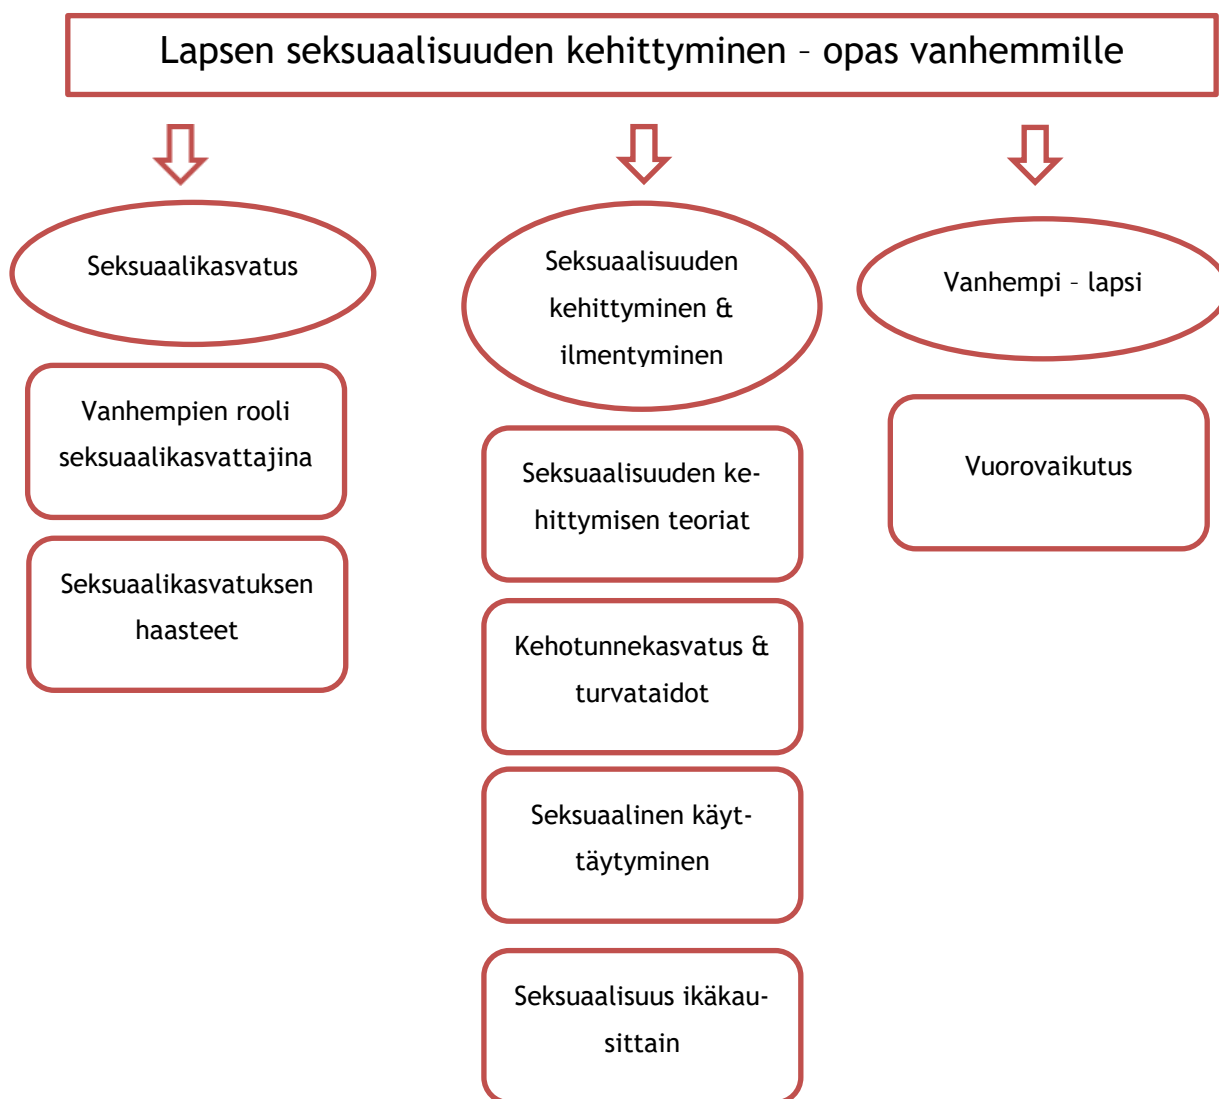 Lapsen seksuaalisuuden kehittyminen – opas vanhemmille
Seksuaalikasvatus
Vanhempien rooli
seksuaalikasvattajina
Seksuaalikasvatuksen
haasteet
Seksuaalisuuden
kehittyminen &
ilmentyminen
Seksuaalisuuden ke-
hittymisen teoriat
Kehotunnekasvatus &
turvataidot
Seksuaalinen käyt-
täytyminen
Seksuaalisuus ikäkau-
sittain
Vanhempi – lapsi
Vuorovaikutus